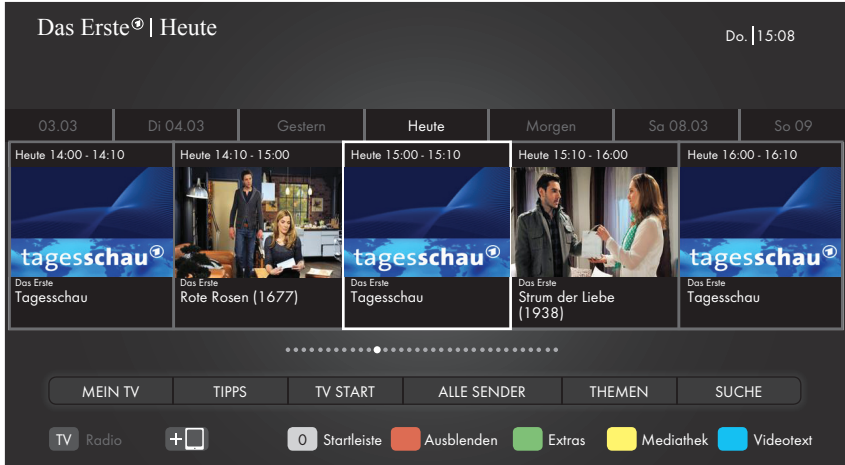 Das Erste | Heute
Do. 15:08
03.03 Di 04.03 Gestern Heute Morgen Sa 08.03 So 09
Heute 14:00 - 14:10 Heute 14:10 - 15:00 Heute 15:00 - 15:10 Heute 15:10 - 16:00 Heute 16:00 - 16:10
tagesschau tagesschau tagesschau
Das Erste Das Erste Das Erste Das Erste Das Erste
Tagesschau Rote Rosen (1677) Tagesschau Strum der Liebe Tagesschau
(1938)
MEIN TV TIPPS TV START ALLE SENDER THEMEN SUCHE
TV Radio + 0 Startleiste Ausblenden Extras Mediathek Videotext